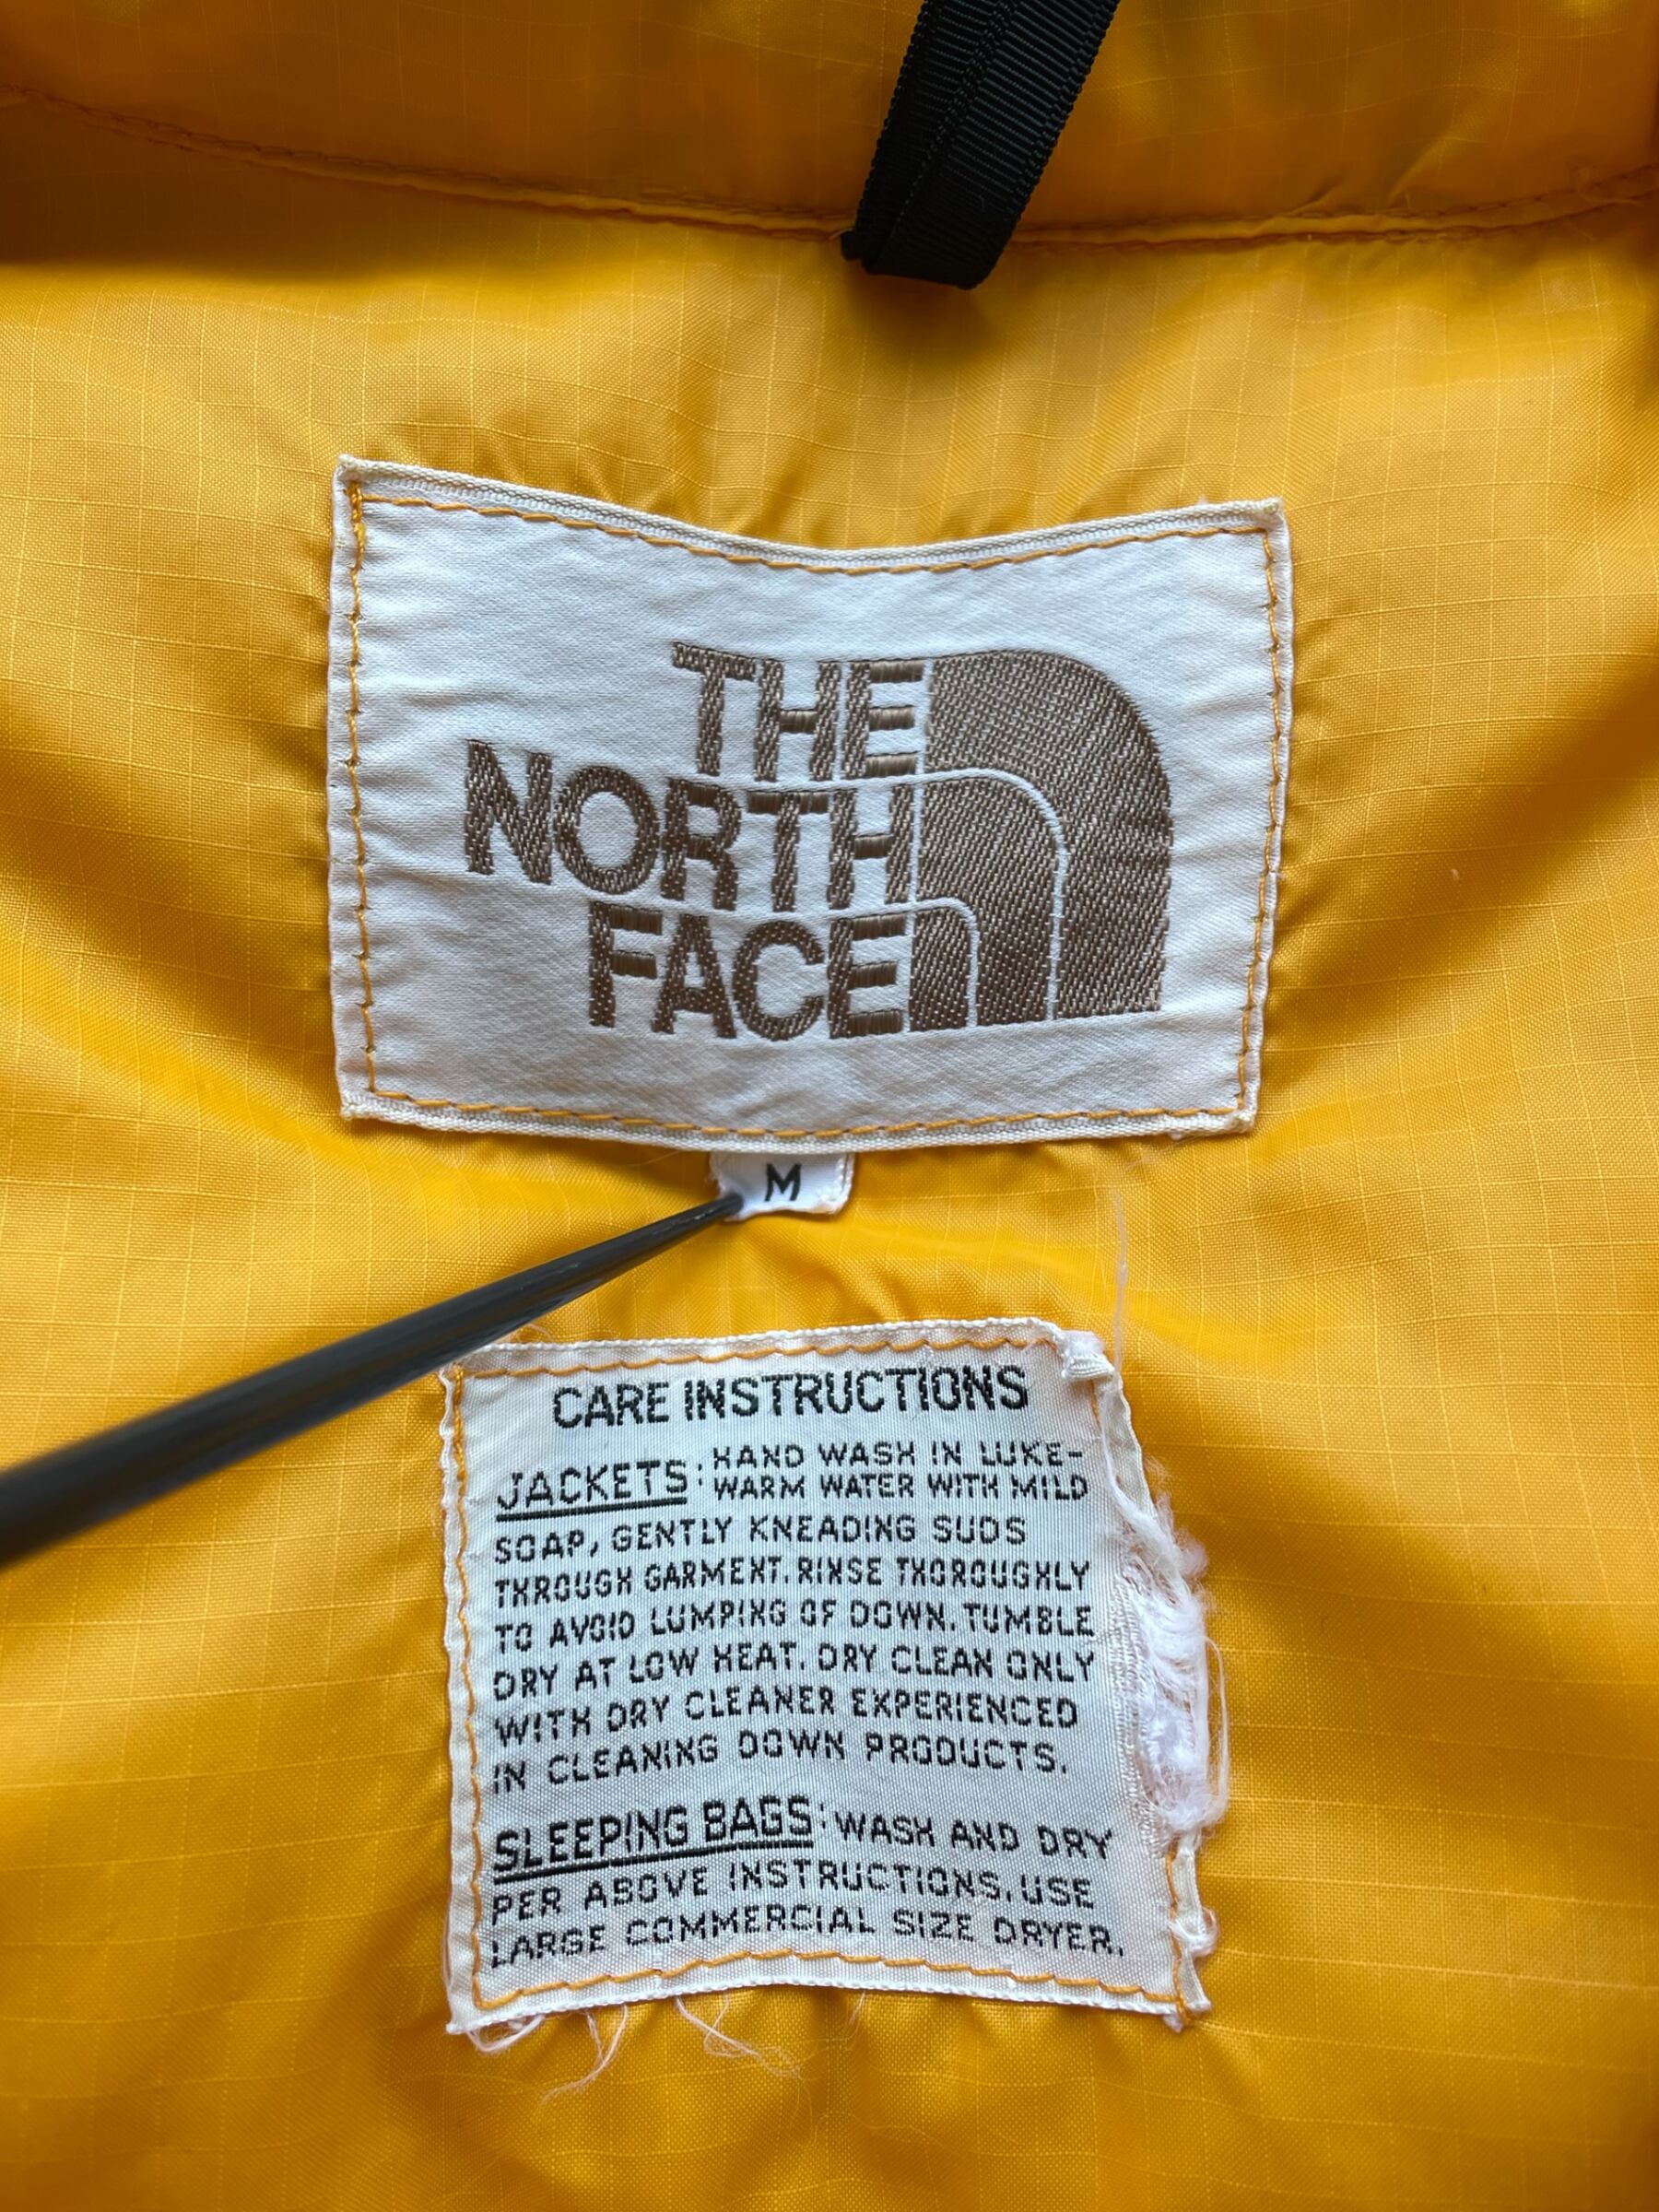 THE
NORTH
FACE
M
CARE INSTRUCTIONS
JACKETS: HAND WASH IN LUKE-
WARM WATER WITH MILD
SOAP, GENTLY KNEADING SUDS
THROUGH GARMENT. RINSE THOROUGHLY
TO AVOID LUMPING OF DOWN. TUMBLE
DRY AT LOW HEAT. DRY CLEAN ONLY
WITH DRY CLEANER EXPERIENCED
IN CLEANING DOWN PRODUCTS.
SLEEPING BAGS: WASH AND DRY
PER ABOVE INSTRUCTIONS. USE
LARGE COMMERCIAL SIZE DRYER.